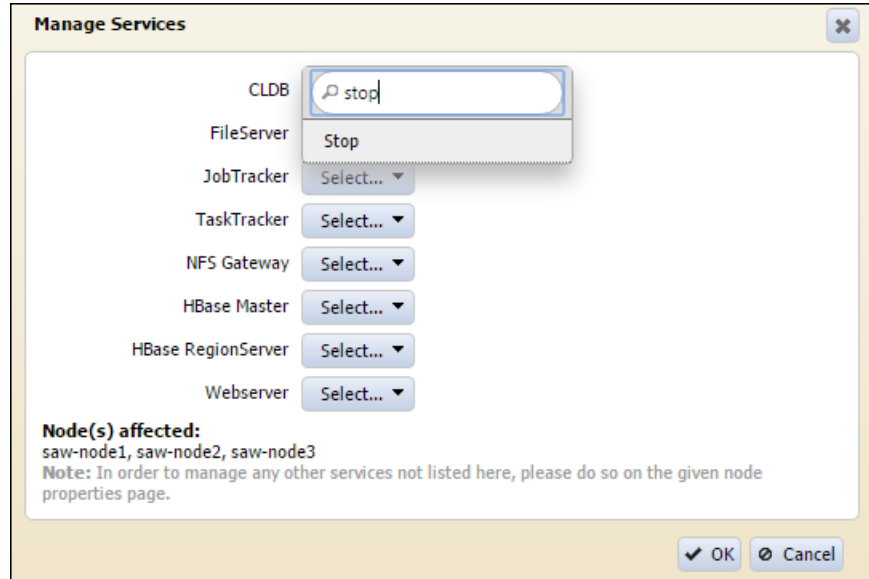 Manage Services
CLDB
stop
FileServer
Stop
JobTracker Select...
TaskTracker Select...
NFS Gateway Select...
HBase Master Select...
HBase RegionServer Select...
Webserver Select...
Node(s) affected:
saw-node1, saw-node2, saw-node3
Note: In order to manage any other services not listed here, please do so on the given node
properties page.
OK Cancel